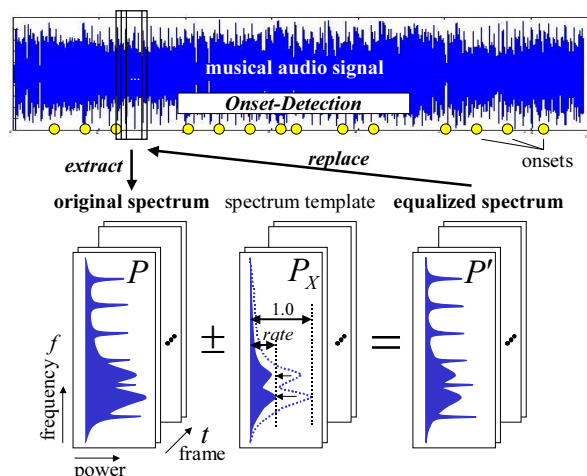 musical audio signal
...
Onset-Detection
onsets
extract
replace
original spectrum
spectrum template
equalized spectrum
P
P_X
P'
1.0
rate
±
=
frequency f
t
frame
power